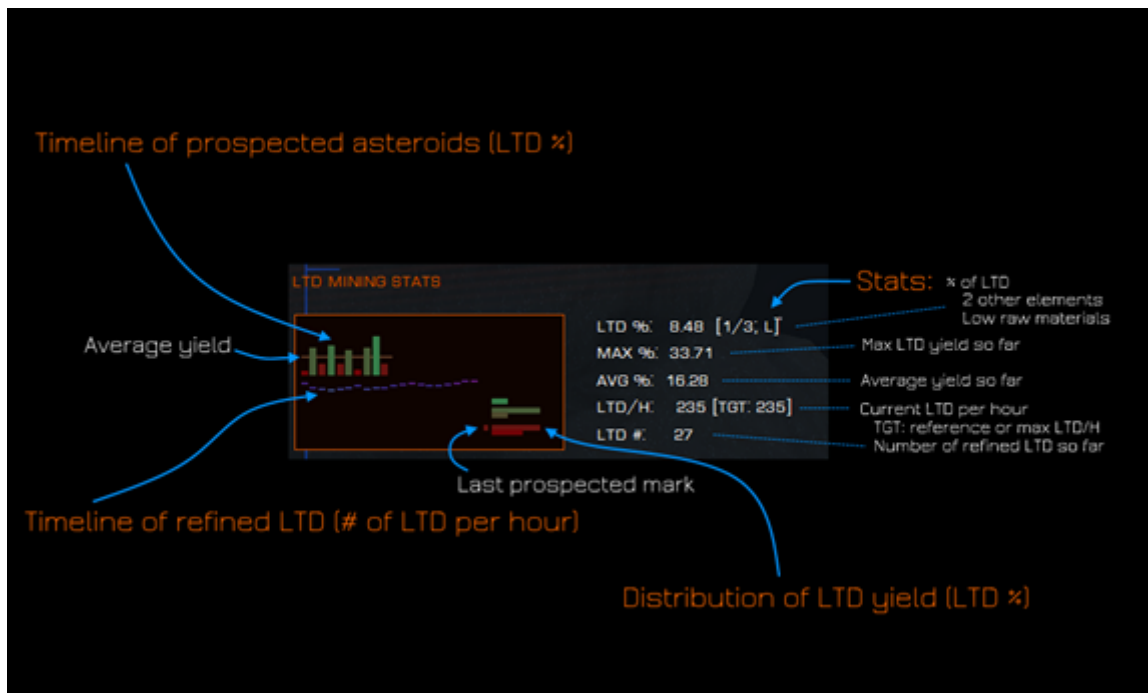 Timeline of prospected asteroids (LTD %)
LTD MINING STATS
Stats: % of LTD
2 other elements
Low raw materials
LTD %: 8.48 [1/3; L]
Average yield
Max LTD yield so far
MAX %: 33.71
AVG %: 16.28
Average yield so far
LTD/H: 235 [TGT: 235]
Current LTD per hour
TGT: reference or max LTD/H
LTD #: 27
Number of refined LTD so far
Last prospected mark
Timeline of refined LTD (# of LTD per hour)
Distribution of LTD yield (LTD %)